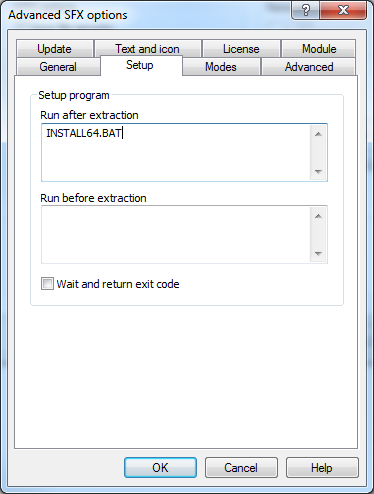 Advanced SFX options
Update Text and icon License Module
General Setup Modes Advanced
Setup program
Run after extraction
INSTALL64.BAT
Run before extraction
Wait and return exit code
OK Cancel Help